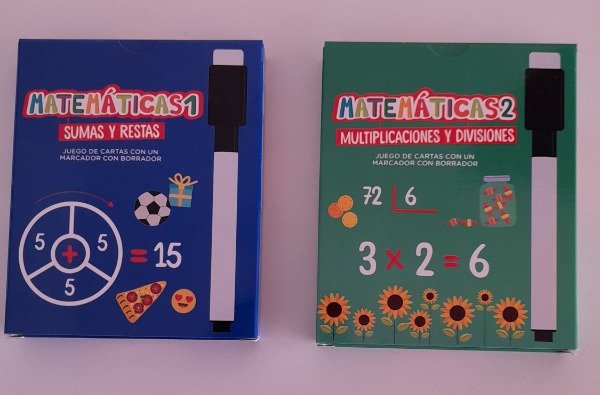 MATEMÁTICAS 1
SUMAS Y RESTAS
JUEGO DE CARTAS CON UN
MARCADOR CON BORRADOR
5 + 5
5
= 15
MATEMÁTICAS 2
MULTIPLICACIONES Y DIVISIONES
JUEGO DE CARTAS CON UN
MARCADOR CON BORRADOR
72 6
3 x 2 = 6